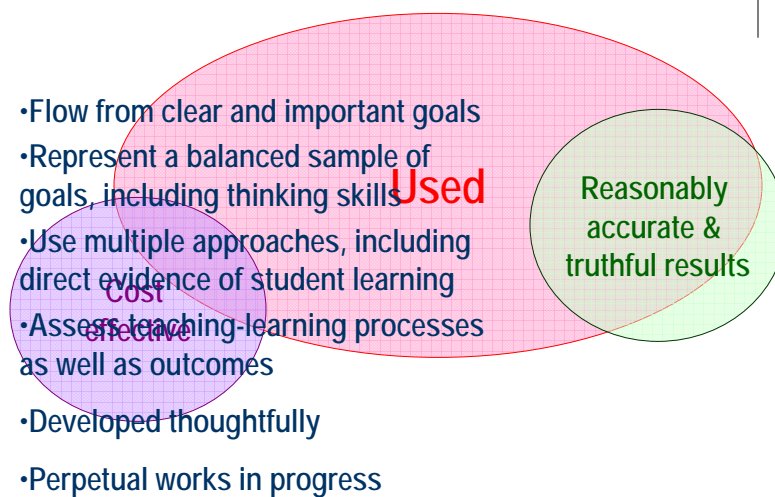 •Flow from clear and important goals
•Represent a balanced sample of
goals, including thinking skills
•Use multiple approaches, including
direct evidence of student learning
•Assess teaching-learning processes
as well as outcomes
•Developed thoughtfully
•Perpetual works in progress
Used
Cost
effective
Reasonably
accurate &
truthful results